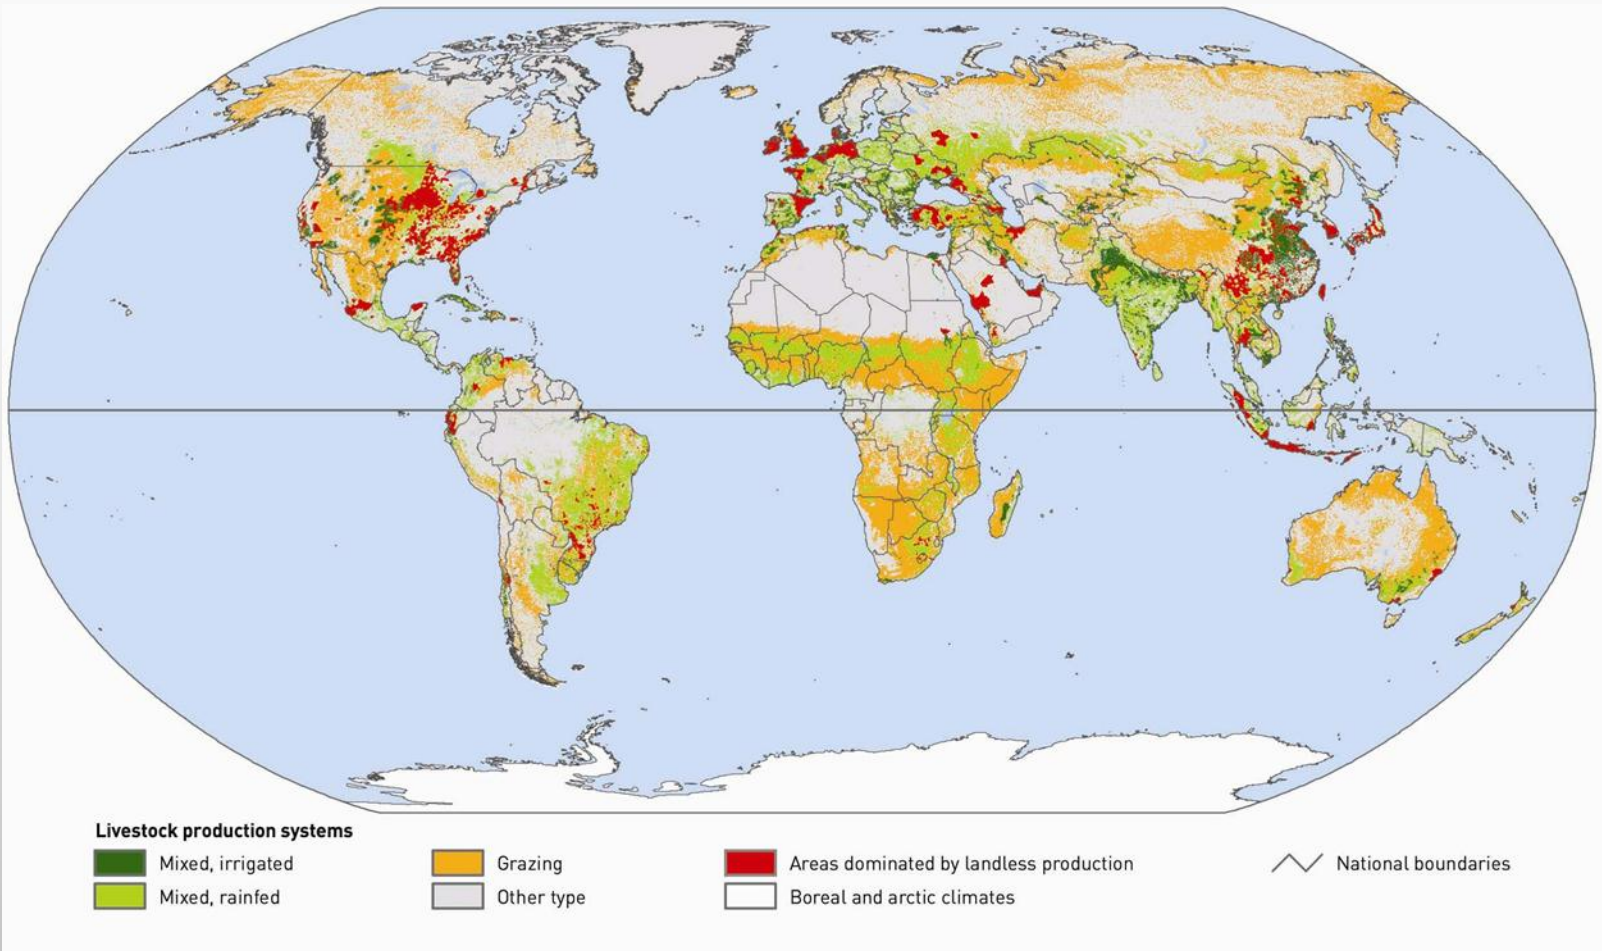 Livestock production systems
Mixed, irrigated
Mixed, rainfed
Grazing
Other type
Areas dominated by landless production
Boreal and arctic climates
National boundaries